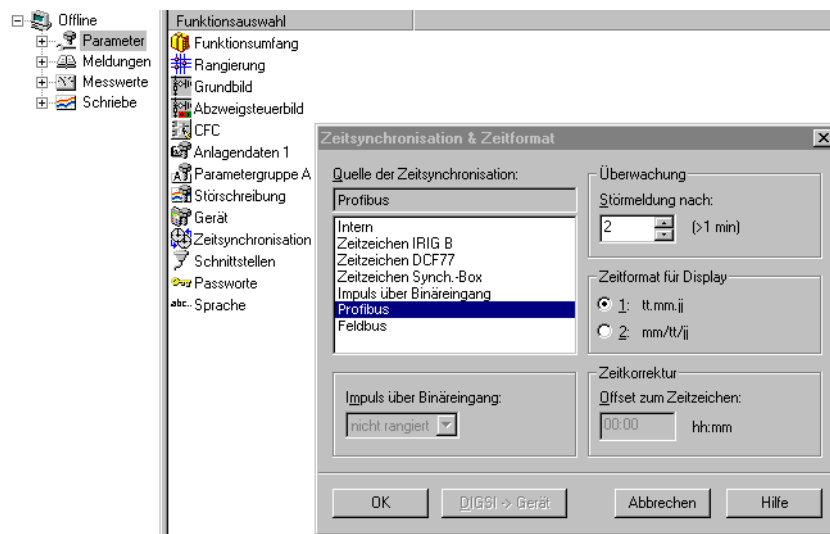 Offline
Parameter
Meldungen
Messwerte
Schriebe
Funktionsauswahl
Funktionsumfang
Rangierung
Grundbild
Abzweigsteuerbild
CFC
Anlagendaten 1
Parametergruppe A
Störschreibung
Gerät
Zeitsynchronisation
Schnittstellen
Passworte
abc.. Sprache
Zeitsynchronisation & Zeitformat
Quelle der Zeitsynchronisation:
Profibus
Intern
Zeitzeichen IRIG B
Zeitzeichen DCF77
Zeitzeichen Synch.-Box
Impuls über Binäreingang
Profibus
Feldbus
Impuls über Binäreingang:
nicht rangiert
Überwachung
Störmeldung nach:
2 (>1 min)
Zeitformat für Display
1: tt.mm.jj
2: mm/tt/jj
Zeitkorrektur
Offset zum Zeitzeichen:
00:00 hh:mm
OK
DIGSI -> Gerät
Abbrechen
Hilfe